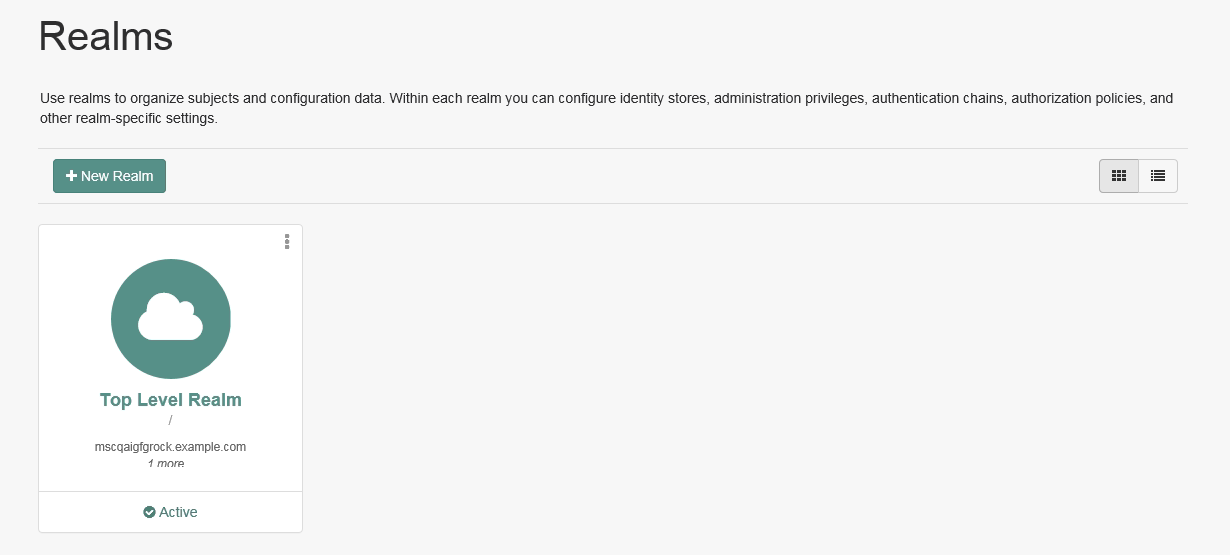 Realms
Use realms to organize subjects and configuration data. Within each realm you can configure identity stores, administration privileges, authentication chains, authorization policies, and
other realm-specific settings.
New Realm
Top Level Realm
/
mscqaigfgrock.example.com
1 more
Active